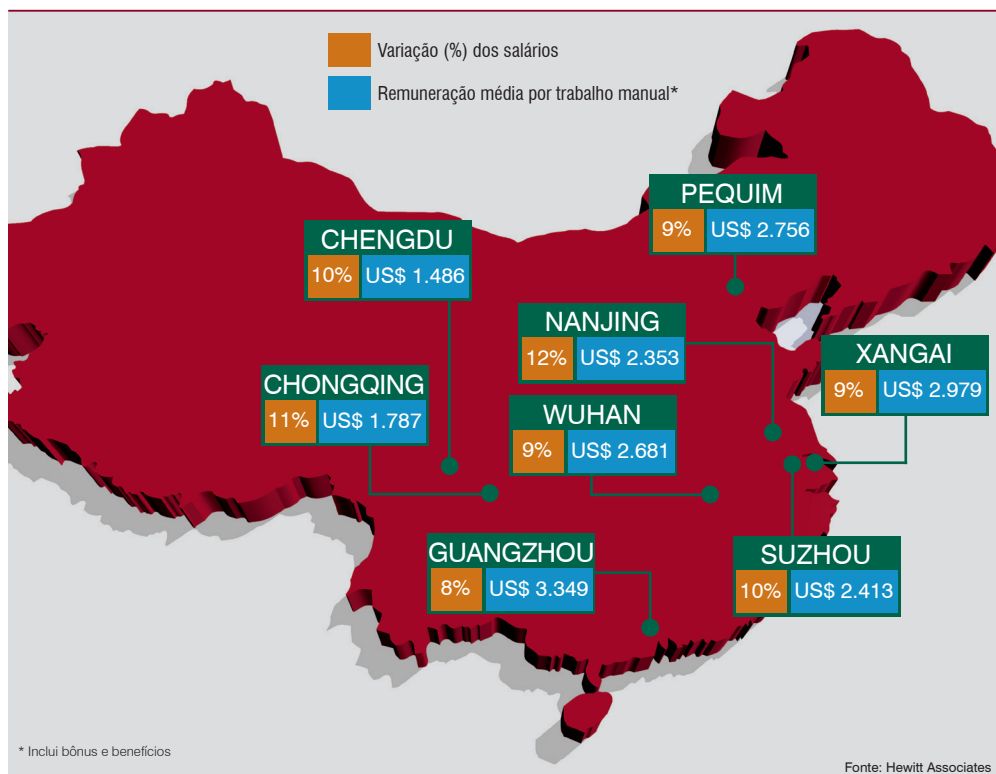 Variação (%) dos salários
Remuneração média por trabalho manual*
PEQUIM
9% US$ 2.756
CHENGDU
10% US$ 1.486
NANJING
12% US$ 2.353
XANGAI
9% US$ 2.979
CHONGQING
11% US$ 1.787
WUHAN
9% US$ 2.681
GUANGZHOU
8% US$ 3.349
SUZHOU
10% US$ 2.413
* Inclui bônus e benefícios
Fonte: Hewitt Associates